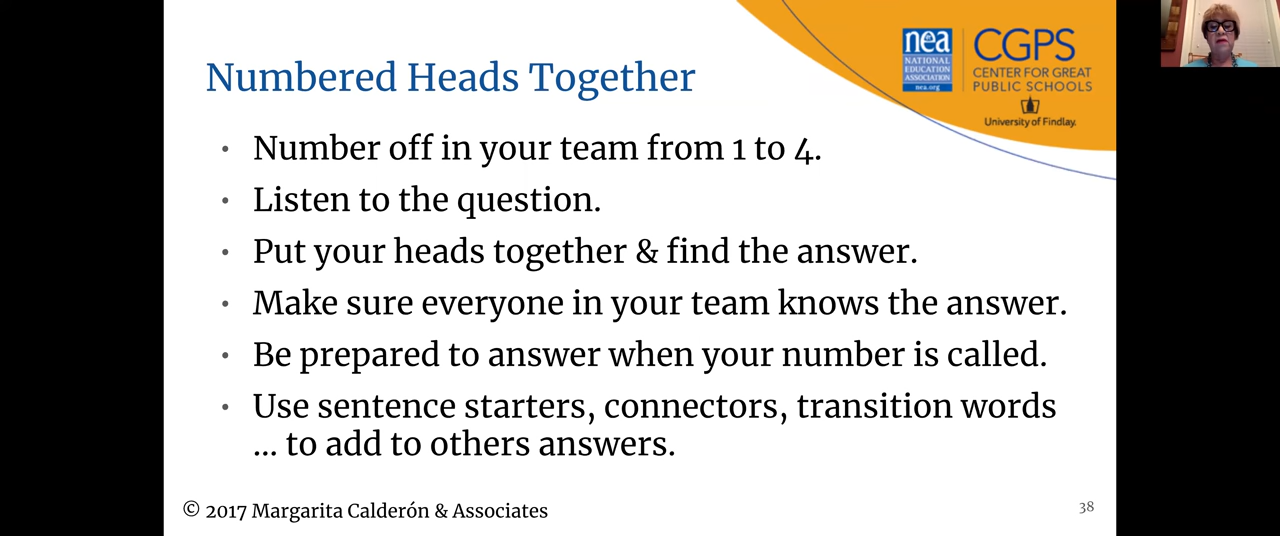 nea
NATIONAL
EDUCATION
ASSOCIATION
nea.org
CGPS
CENTER FOR GREAT
PUBLIC SCHOOLS
University of Findlay.
Numbered Heads Together
• Number off in your team from 1 to 4.
• Listen to the question.
• Put your heads together & find the answer.
• Make sure everyone in your team knows the answer.
• Be prepared to answer when your number is called.
• Use sentence starters, connectors, transition words
... to add to others answers.
© 2017 Margarita Calderón & Associates
38